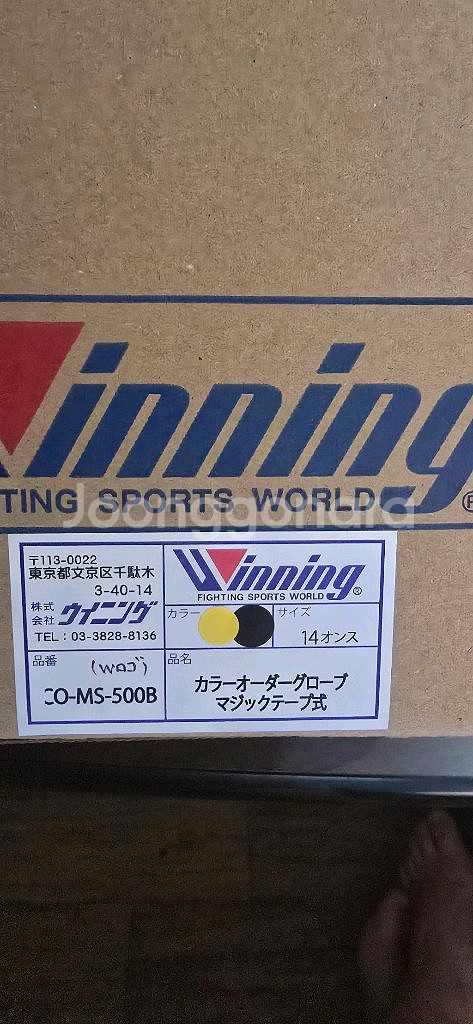 Winning
FIGHTING SPORTS WORLD
Joonggonara
〒113-0022
東京都文京区千駄木
3-40-14
株式会社 ウイニング
TEL : 03-3828-8136
Winning®
FIGHTING SPORTS WORLD
カラー
サイズ
14オンス
品番
CO-MS-500B
品名
カラーオーダーグローブ
マジックテープ式